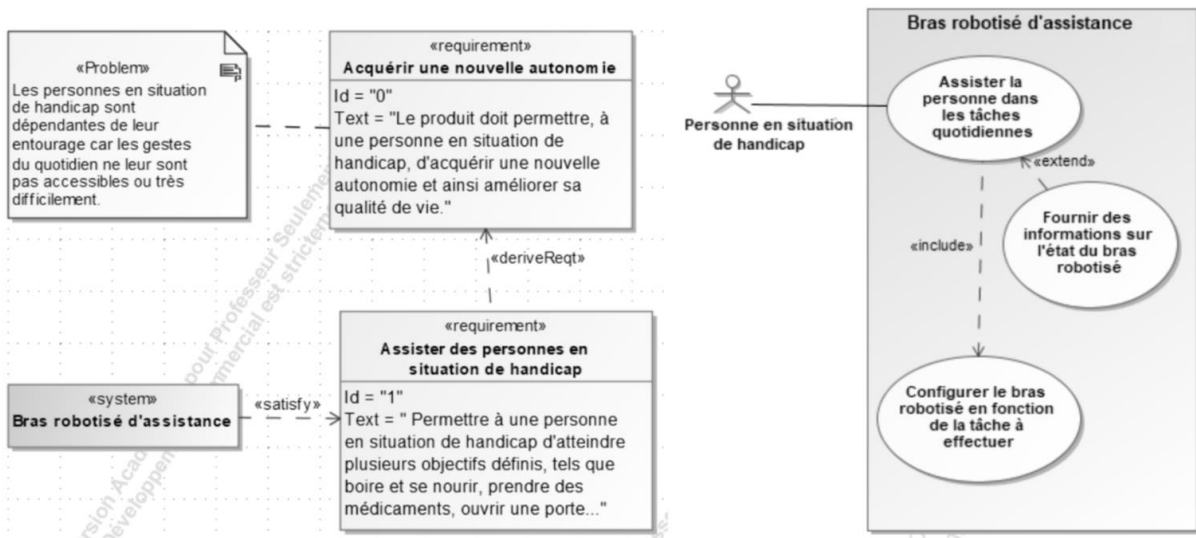 «Problem»
Les personnes en situation
de handicap sont
dépendantes de leur
entourage car les gestes
du quotidien ne leur sont
pas accessibles ou très
difficilement.
«requirement»
Acquérir une nouvelle autonomie
Id = "0"
Text = "Le produit doit permettre, à
une personne en situation de
handicap, d'acquérir une nouvelle
autonomie et ainsi améliorer sa
qualité de vie."
«deriveReqt»
«requirement»
Assister des personnes en
situation de handicap
Id = "1"
Text = " Permettre à une personne
en situation de handicap d'atteindre
plusieurs objectifs définis, tels que
boire et se nourir, prendre des
médicaments, ouvrir une porte..."
«system»
Bras robotisé d'assistance
«satisfy»
Bras robotisé d'assistance
Personne en situation
de handicap
Assister la
personne dans
les tâches
quotidiennes
«extend»
Fournir des
informations sur
l'état du bras
robotisé
«include»
Configurer le bras
robotisé en fonction
de la tâche à
effectuer
pour Professeur Seulement